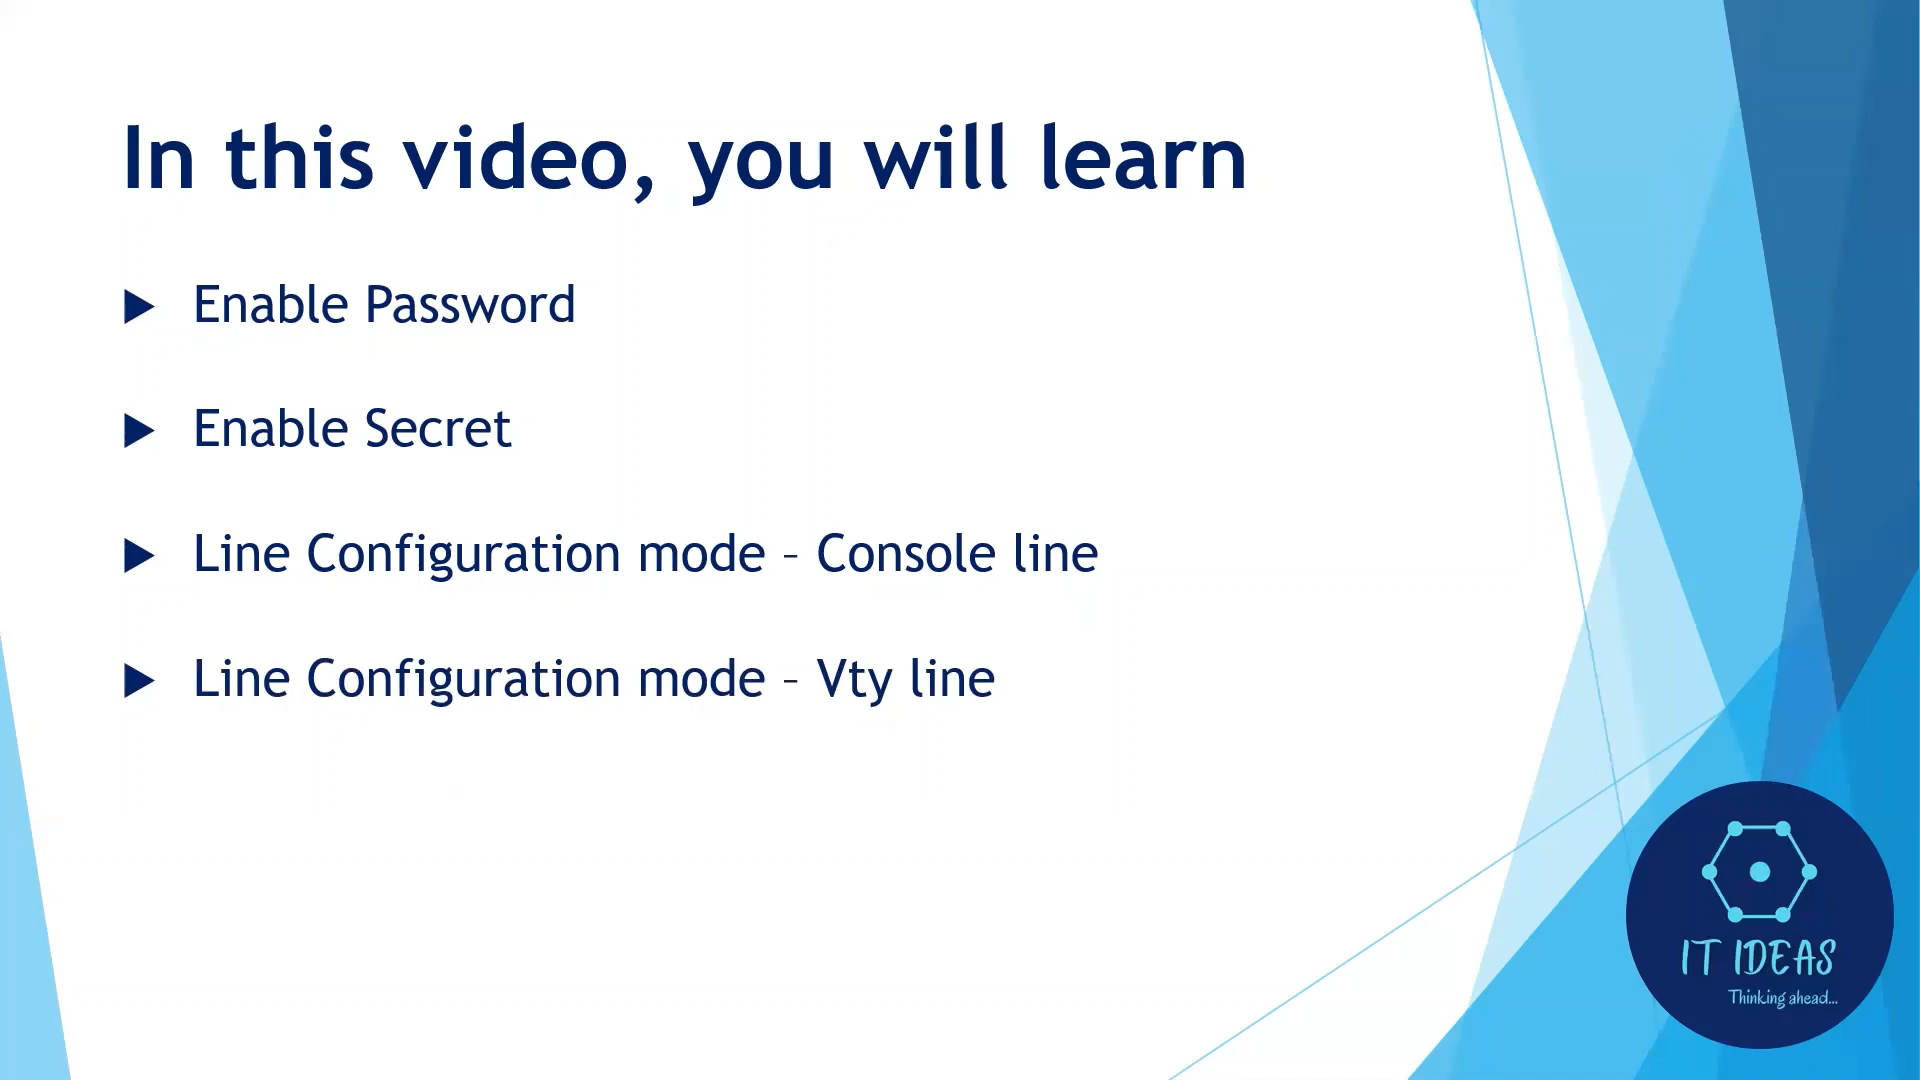 In this video, you will learn
Enable Password
Enable Secret
Line Configuration mode – Console line
Line Configuration mode – Vty line
IT IDEAS
Thinking ahead...